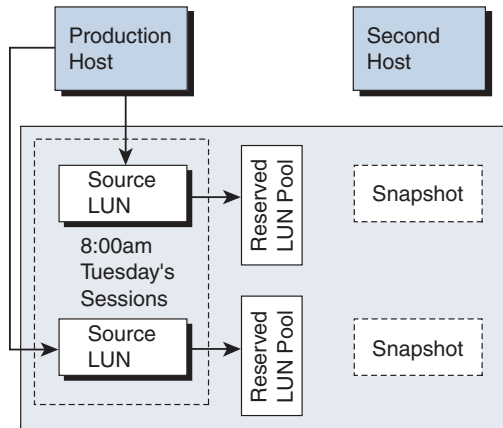 Production
Host
Second
Host
Source
LUN
Reserved
LUN Pool
Snapshot
8:00am
Tuesday's
Sessions
Source
LUN
Reserved
LUN Pool
Snapshot